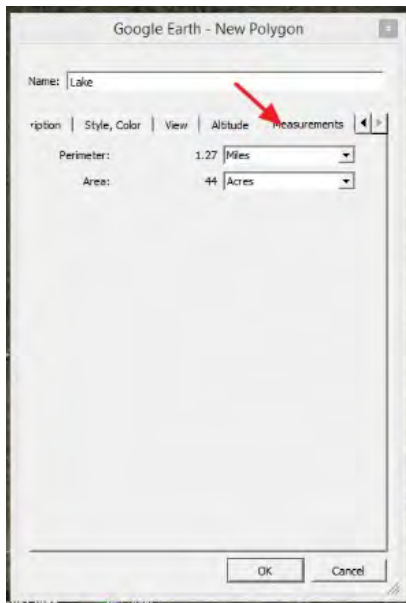 Google Earth - New Polygon
Name: Lake
ription | Style, Color | View | Altitude Measurements
Perimeter: 1.27 Miles
Area: 44 Acres
OK Cancel